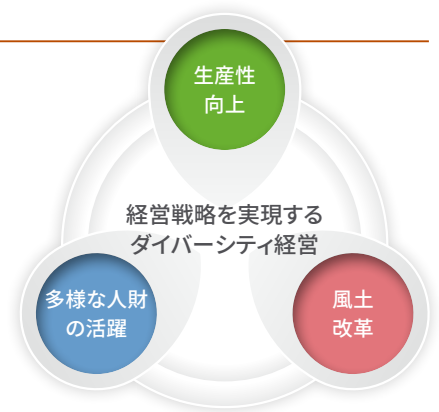 生産性
向上
経営戦略を実現する
ダイバーシティ経営
多様な人財
の活躍
風土
改革